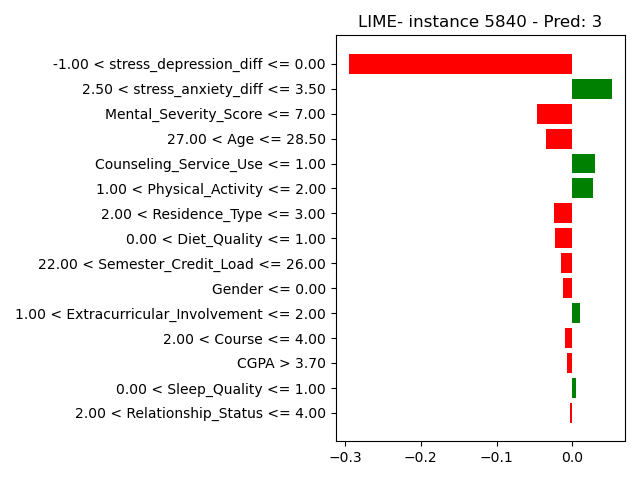 LIME- instance 5840 - Pred: 3
-1.00 < stress_depression_diff <= 0.00
2.50 < stress_anxiety_diff <= 3.50
Mental_Severity_Score <= 7.00
27.00 < Age <= 28.50
Counseling_Service_Use <= 1.00
1.00 < Physical_Activity <= 2.00
2.00 < Residence_Type <= 3.00
0.00 < Diet_Quality <= 1.00
22.00 < Semester_Credit_Load <= 26.00
Gender <= 0.00
1.00 < Extracurricular_Involvement <= 2.00
2.00 < Course <= 4.00
CGPA > 3.70
0.00 < Sleep_Quality <= 1.00
2.00 < Relationship_Status <= 4.00
−0.3 −0.2 −0.1 0.0